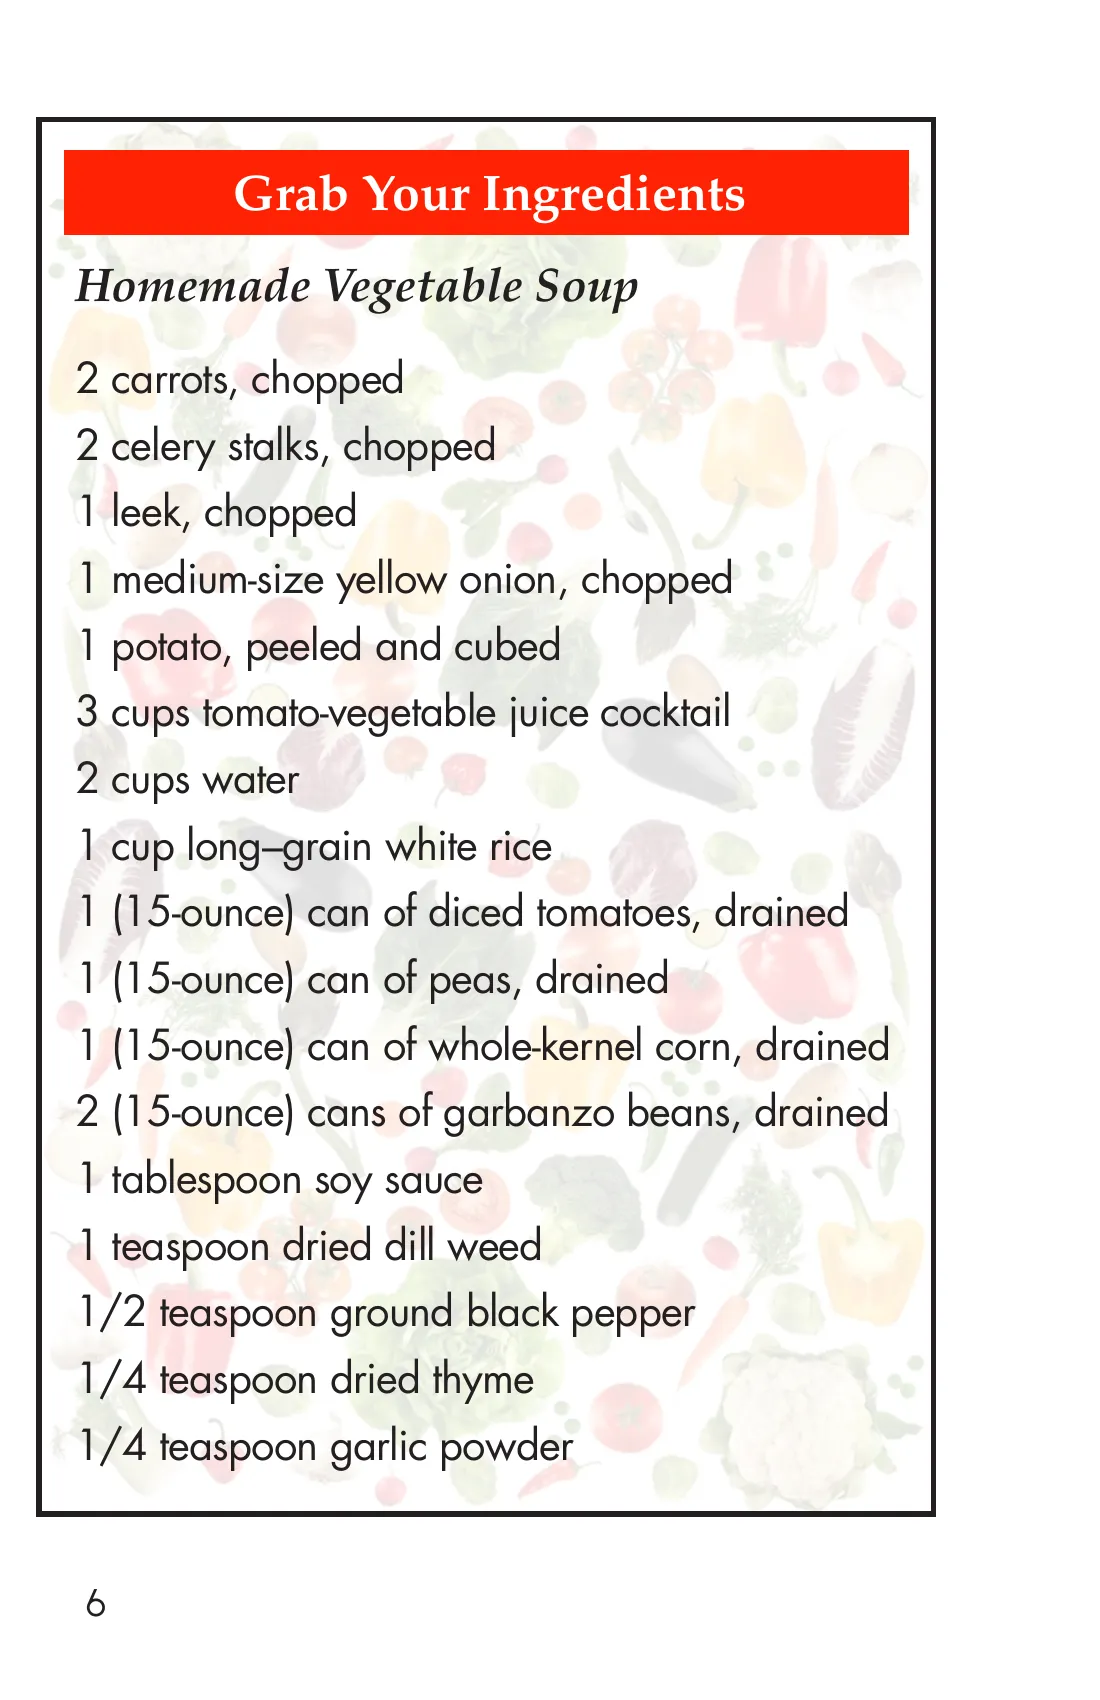 Grab Your Ingredients
Homemade Vegetable Soup
2 carrots, chopped
2 celery stalks, chopped
1 leek, chopped
1 medium-size yellow onion, chopped
1 potato, peeled and cubed
3 cups tomato-vegetable juice cocktail
2 cups water
1 cup long–grain white rice
1 (15-ounce) can of diced tomatoes, drained
1 (15-ounce) can of peas, drained
1 (15-ounce) can of whole-kernel corn, drained
2 (15-ounce) cans of garbanzo beans, drained
1 tablespoon soy sauce
1 teaspoon dried dill weed
1/2 teaspoon ground black pepper
1/4 teaspoon dried thyme
1/4 teaspoon garlic powder
6